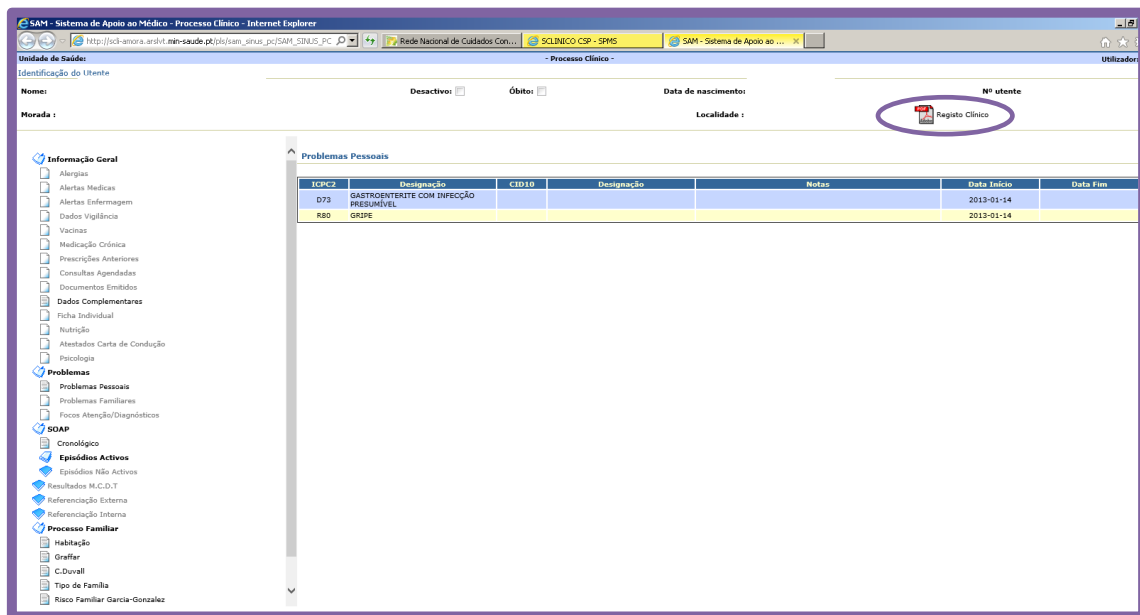 SAM - Sistema de Apoio ao Médico - Processo Clínico - Internet Explorer
http://scli-amora.arslvt.min-saude.pt/pls/sam_sinus_pc/SAM_SINUS_PC
Rede Nacional de Cuidados Con...
SCLINICO CSP - SPMS
SAM - Sistema de Apoio ao ...
Unidade de Saúde: - Processo Clínico - Utilizador:
Identificação do Utente
Nome: Desactivo: Óbito: Data de nascimento: Nº utente
Morada : Localidade : Registo Clínico
Informação Geral
Alergias
Alertas Medicas
Alertas Enfermagem
Dados Vigilância
Vacinas
Medicação Crónica
Prescrições Anteriores
Consultas Agendadas
Documentos Emitidos
Dados Complementares
Ficha Individual
Nutrição
Atestados Carta de Condução
Psicologia
Problemas
Problemas Pessoais
Problemas Familiares
Focos Atenção/Diagnósticos
SOAP
Cronológico
Episódios Activos
Episódios Não Activos
Resultados M.C.D.T
Referenciação Externa
Referenciação Interna
Processo Familiar
Habitação
Graffar
C.Duvall
Tipo de Família
Risco Familiar Garcia-Gonzalez
Problemas Pessoais
ICPC2 Designação CID10 Designação Notas Data Início Data Fim
D73 GASTROENTERITE COM INFECÇÃO PRESUMÍVEL 2013-01-14
R80 GRIPE 2013-01-14